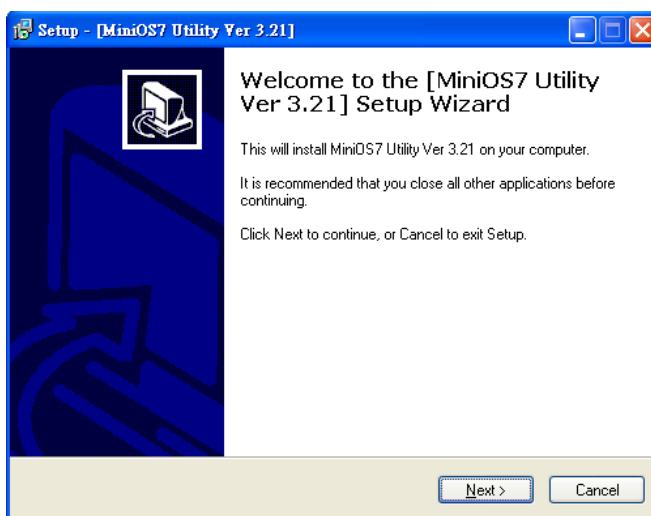 Setup - [MiniOS7 Utility Ver 3.21]
Welcome to the [MiniOS7 Utility
Ver 3.21] Setup Wizard
This will install MiniOS7 Utility Ver 3.21 on your computer.
It is recommended that you close all other applications before
continuing.
Click Next to continue, or Cancel to exit Setup.
Next >
Cancel